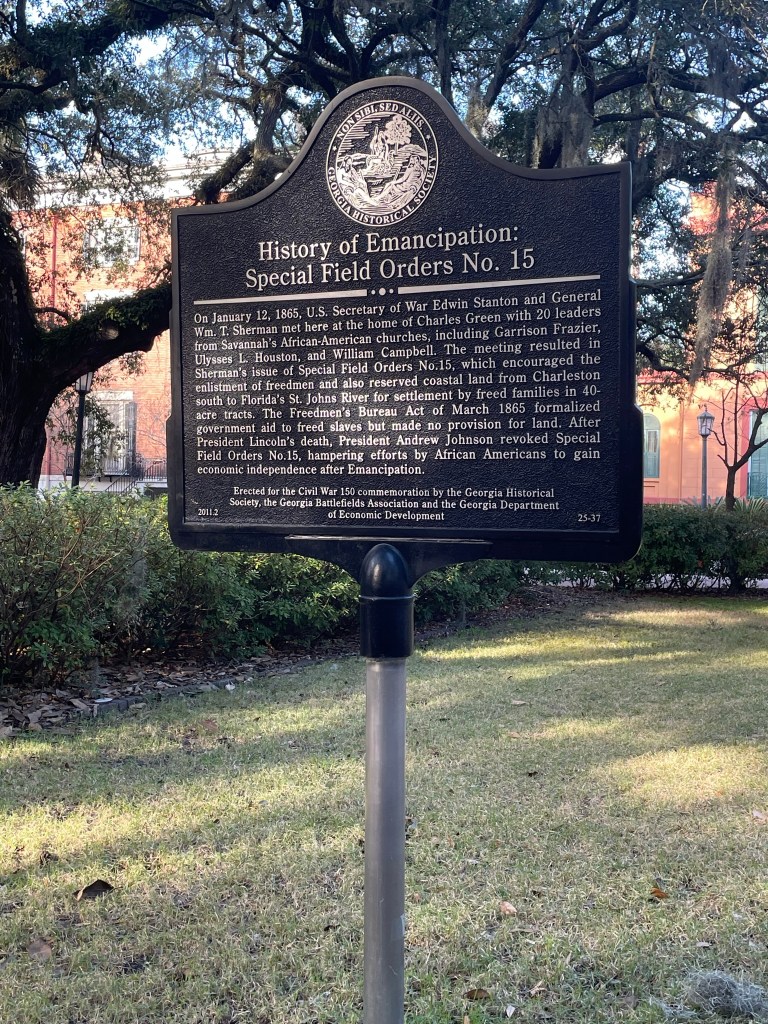 NON SIBI, SED ALIIS.
GEORGIA HISTORICAL SOCIETY
History of Emancipation:
Special Field Orders No. 15
On January 12, 1865, U.S. Secretary of War Edwin Stanton and General
Wm. T. Sherman met here at the home of Charles Green with 20 leaders
from Savannah's African-American churches, including Garrison Frazier,
Ulysses L. Houston, and William Campbell. The meeting resulted in
Sherman's issue of Special Field Orders No.15, which encouraged the
enlistment of freedmen and also reserved coastal land from Charleston
south to Florida's St. Johns River for settlement by freed families in 40-
acre tracts. The Freedmen's Bureau Act of March 1865 formalized
government aid to freed slaves but made no provision for land. After
President Lincoln's death, President Andrew Johnson revoked Special
Field Orders No.15, hampering efforts by African Americans to gain
economic independence after Emancipation.
Erected for the Civil War 150 commemoration by the Georgia Historical
Society, the Georgia Battlefields Association and the Georgia Department
of Economic Development
2011.2
25-37